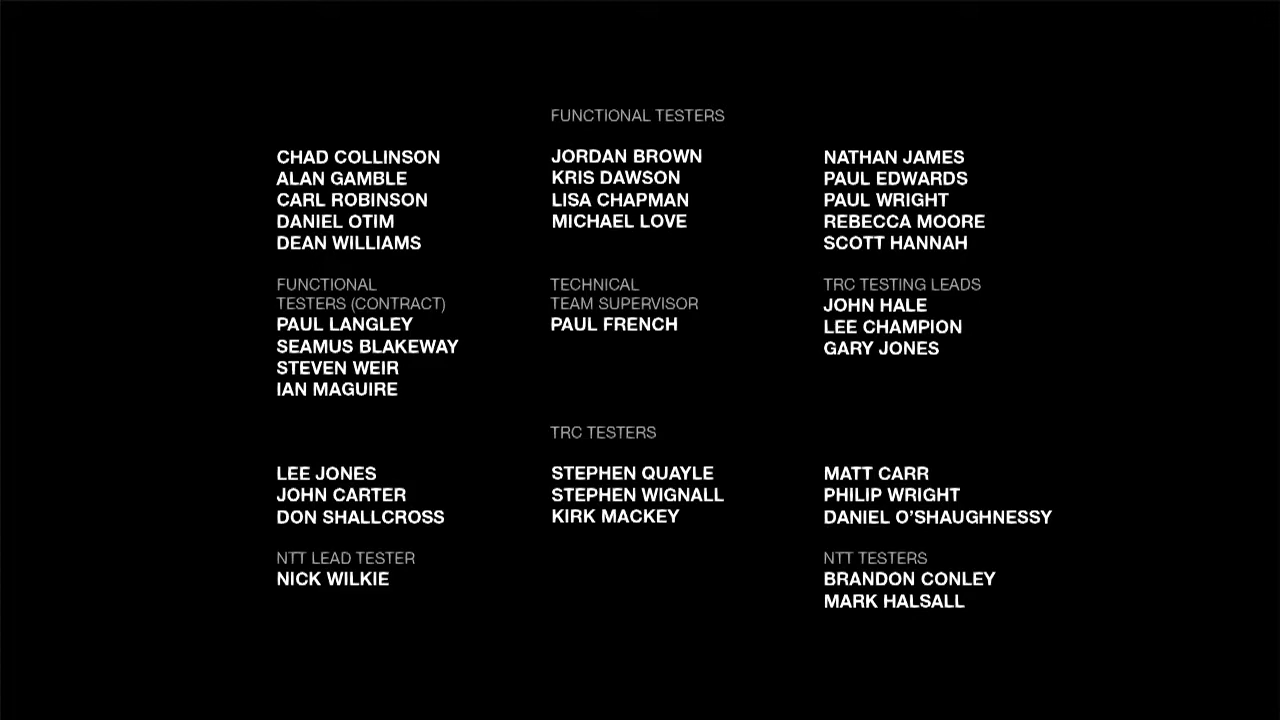 FUNCTIONAL TESTERS
CHAD COLLINSON
ALAN GAMBLE
CARL ROBINSON
DANIEL OTIM
DEAN WILLIAMS
JORDAN BROWN
KRIS DAWSON
LISA CHAPMAN
MICHAEL LOVE
NATHAN JAMES
PAUL EDWARDS
PAUL WRIGHT
REBECCA MOORE
SCOTT HANNAH
FUNCTIONAL
TESTERS (CONTRACT)
PAUL LANGLEY
SEAMUS BLAKEWAY
STEVEN WEIR
IAN MAGUIRE
TECHNICAL
TEAM SUPERVISOR
PAUL FRENCH
TRC TESTING LEADS
JOHN HALE
LEE CHAMPION
GARY JONES
TRC TESTERS
LEE JONES
JOHN CARTER
DON SHALLCROSS
STEPHEN QUAYLE
STEPHEN WIGNALL
KIRK MACKEY
MATT CARR
PHILIP WRIGHT
DANIEL O’SHAUGHNESSY
NTT LEAD TESTER
NICK WILKIE
NTT TESTERS
BRANDON CONLEY
MARK HALSALL